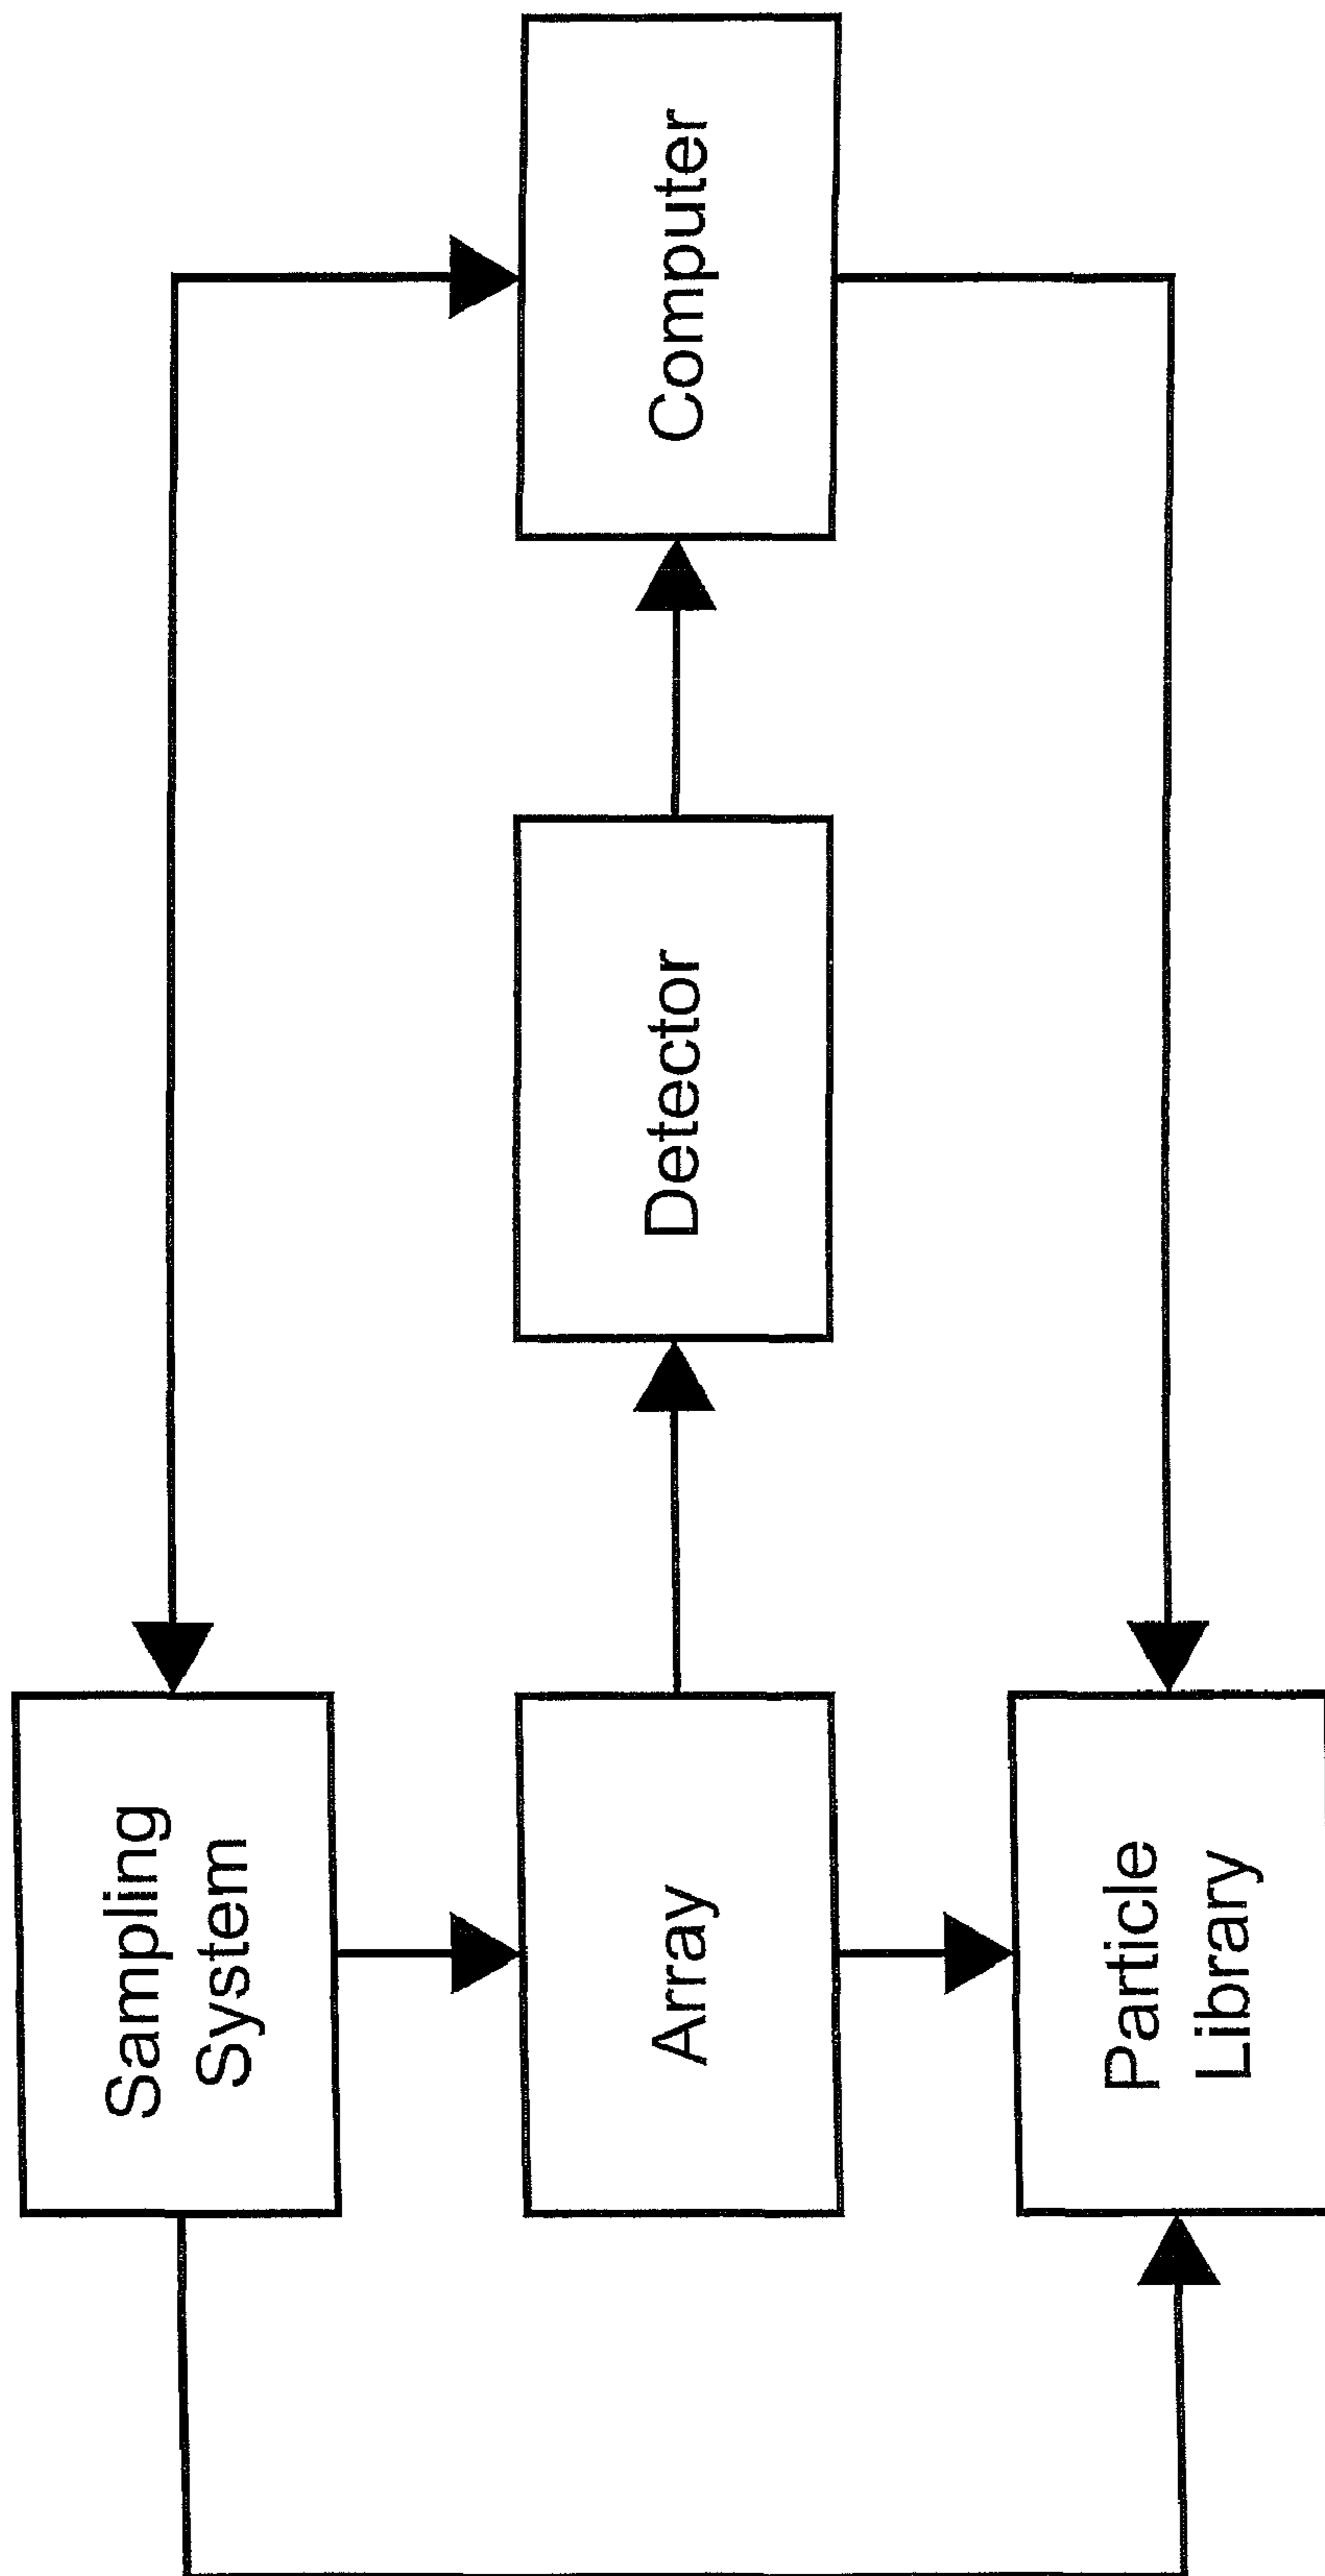 Sampling
System
Array
Particle
Library
Detector
Computer